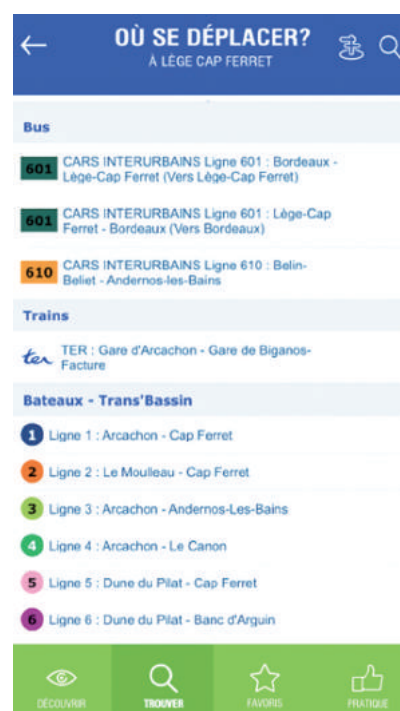 OÙ SE DÉPLACER?
À LÈGE CAP FERRET
Bus
601 CARS INTERURBAINS Ligne 601 : Bordeaux -
Lège-Cap Ferret (Vers Lège-Cap Ferret)
601 CARS INTERURBAINS Ligne 601 : Lège-Cap
Ferret - Bordeaux (Vers Bordeaux)
610 CARS INTERURBAINS Ligne 610 : Belin-
Beliet - Andernos-les-Bains
Trains
ter TER : Gare d'Arcachon - Gare de Biganos-
Facture
Bateaux - Trans'Bassin
1 Ligne 1 : Arcachon - Cap Ferret
2 Ligne 2 : Le Moulleau - Cap Ferret
3 Ligne 3 : Arcachon - Andernos-Les-Bains
4 Ligne 4 : Arcachon - Le Canon
5 Ligne 5 : Dune du Pilat - Cap Ferret
6 Ligne 6 : Dune du Pilat - Banc d'Arguin
DÉCOUVRIR TROUVER FAVORIS PRATIQUE